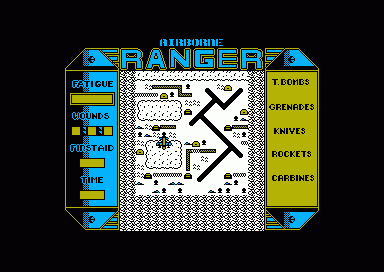 AIRBORNE
RANGER
FATIGUE
WOUNDS
FIRSTAID
TIME
T.BOMBS
GRENADES
KNIVES
ROCKETS
CARBINES